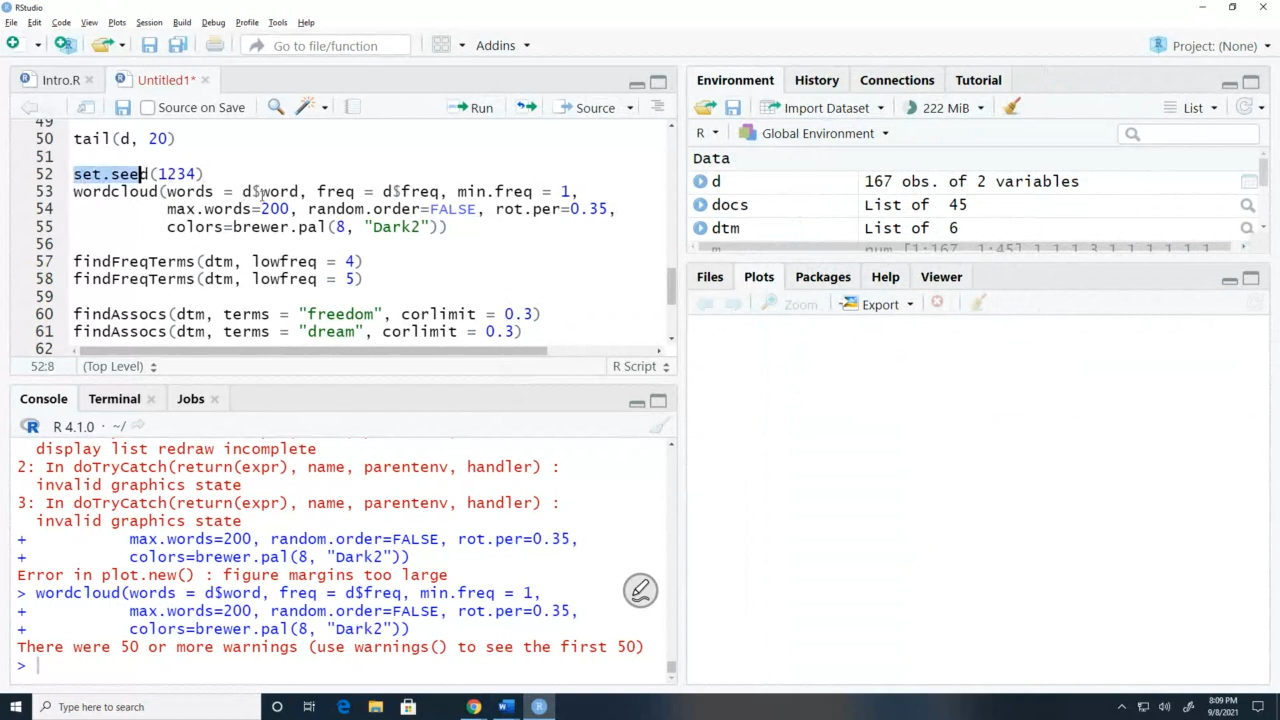 RStudio
File Edit Code View Plots Session Build Debug Profile Tools Help
Go to file/function Addins Project: (None)
Intro.R Untitled1*
Source on Save Run Source
49
50 tail(d, 20)
51
52 set.seed(1234)
53 wordcloud(words = d$word, freq = d$freq, min.freq = 1,
54 max.words=200, random.order=FALSE, rot.per=0.35,
55 colors=brewer.pal(8, "Dark2"))
56
57 findFreqTerms(dtm, lowfreq = 4)
58 findFreqTerms(dtm, lowfreq = 5)
59
60 findAssocs(dtm, terms = "freedom", corlimit = 0.3)
61 findAssocs(dtm, terms = "dream", corlimit = 0.3)
62
52:8 (Top Level) R Script
Console Terminal Jobs
R 4.1.0 · ~/
display list redraw incomplete
2: In doTryCatch(return(expr), name, parentenv, handler) :
invalid graphics state
3: In doTryCatch(return(expr), name, parentenv, handler) :
invalid graphics state
+ max.words=200, random.order=FALSE, rot.per=0.35,
+ colors=brewer.pal(8, "Dark2"))
Error in plot.new() : figure margins too large
> wordcloud(words = d$word, freq = d$freq, min.freq = 1,
+ max.words=200, random.order=FALSE, rot.per=0.35,
+ colors=brewer.pal(8, "Dark2"))
There were 50 or more warnings (use warnings() to see the first 50)
>
Environment History Connections Tutorial
Import Dataset 222 MiB List
R Global Environment
Data
d 167 obs. of 2 variables
docs List of 45
dtm List of 6
Files Plots Packages Help Viewer
Zoom Export
Type here to search
8:09 PM
9/8/2021